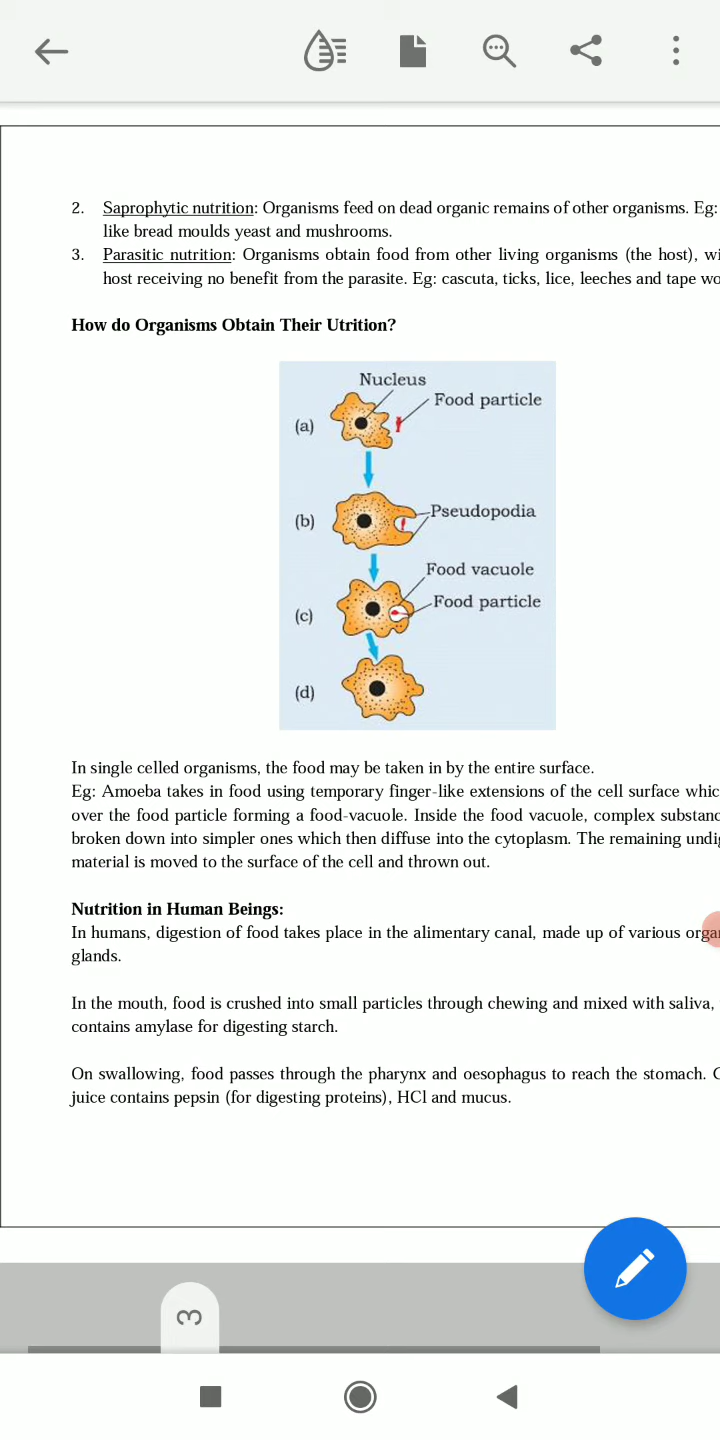 2. Saprophytic nutrition: Organisms feed on dead organic remains of other organisms. Eg:
like bread moulds yeast and mushrooms.
3. Parasitic nutrition: Organisms obtain food from other living organisms (the host), wi
host receiving no benefit from the parasite. Eg: cascuta, ticks, lice, leeches and tape wo
How do Organisms Obtain Their Utrition?
Nucleus
Food particle
(a)
Pseudopodia
(b)
Food vacuole
Food particle
(c)
(d)
In single celled organisms, the food may be taken in by the entire surface.
Eg: Amoeba takes in food using temporary finger-like extensions of the cell surface whic
over the food particle forming a food-vacuole. Inside the food vacuole, complex substanc
broken down into simpler ones which then diffuse into the cytoplasm. The remaining undig
material is moved to the surface of the cell and thrown out.
Nutrition in Human Beings:
In humans, digestion of food takes place in the alimentary canal, made up of various organ
glands.
In the mouth, food is crushed into small particles through chewing and mixed with saliva,
contains amylase for digesting starch.
On swallowing, food passes through the pharynx and oesophagus to reach the stomach. G
juice contains pepsin (for digesting proteins), HCl and mucus.
3